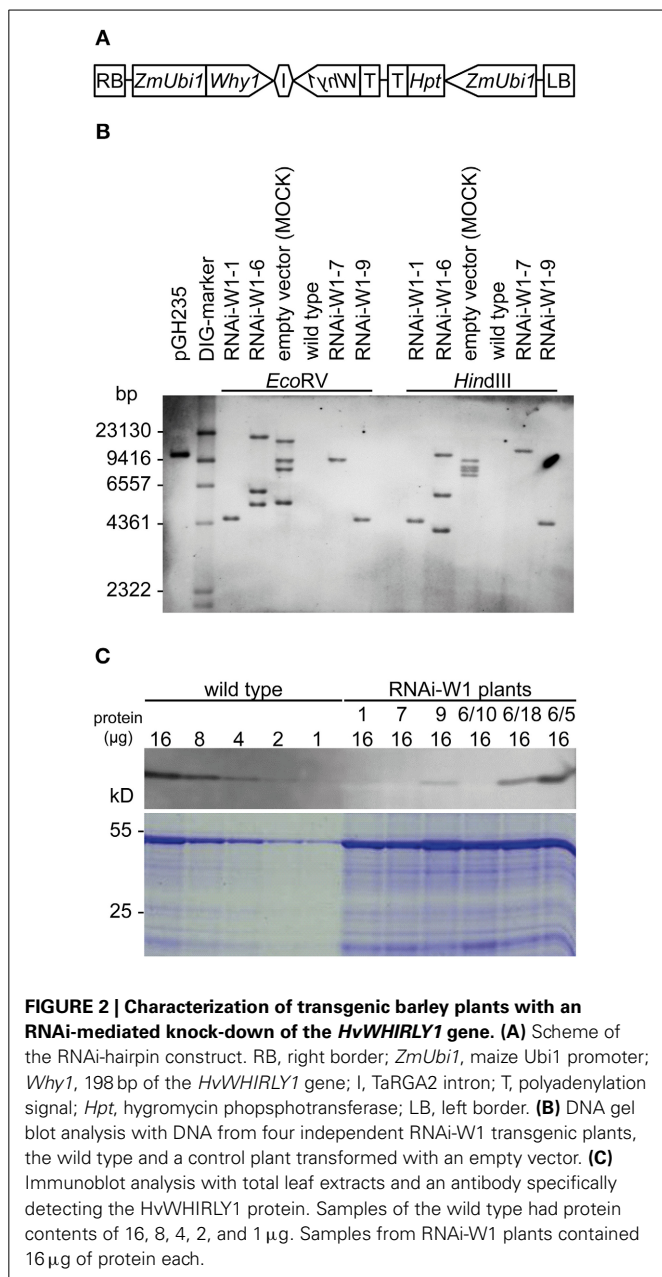 A
RB ZmUbi1 Why1 I Why1 T T Hpt ZmUbi1 LB
B
pGH235
DIG-marker
RNAi-W1-1
RNAi-W1-6
empty vector (MOCK)
wild type
RNAi-W1-7
RNAi-W1-9
RNAi-W1-1
RNAi-W1-6
empty vector (MOCK)
wild type
RNAi-W1-7
RNAi-W1-9
EcoRV HindIII
bp
23130
9416
6557
4361
2322
C
wild type RNAi-W1 plants
protein 1 7 9 6/10 6/18 6/5
(µg) 16 8 4 2 1 16 16 16 16 16 16
kD
55
25
FIGURE 2 | Characterization of transgenic barley plants with an
RNAi-mediated knock-down of the HvWHIRLY1 gene. (A) Scheme of
the RNAi-hairpin construct. RB, right border; ZmUbi1, maize Ubi1 promoter;
Why1, 198 bp of the HvWHIRLY1 gene; I, TaRGA2 intron; T, polyadenylation
signal; Hpt, hygromycin phopsphotransferase; LB, left border. (B) DNA gel
blot analysis with DNA from four independent RNAi-W1 transgenic plants,
the wild type and a control plant transformed with an empty vector. (C)
Immunoblot analysis with total leaf extracts and an antibody specifically
detecting the HvWHIRLY1 protein. Samples of the wild type had protein
contents of 16, 8, 4, 2, and 1 µg. Samples from RNAi-W1 plants contained
16 µg of protein each.